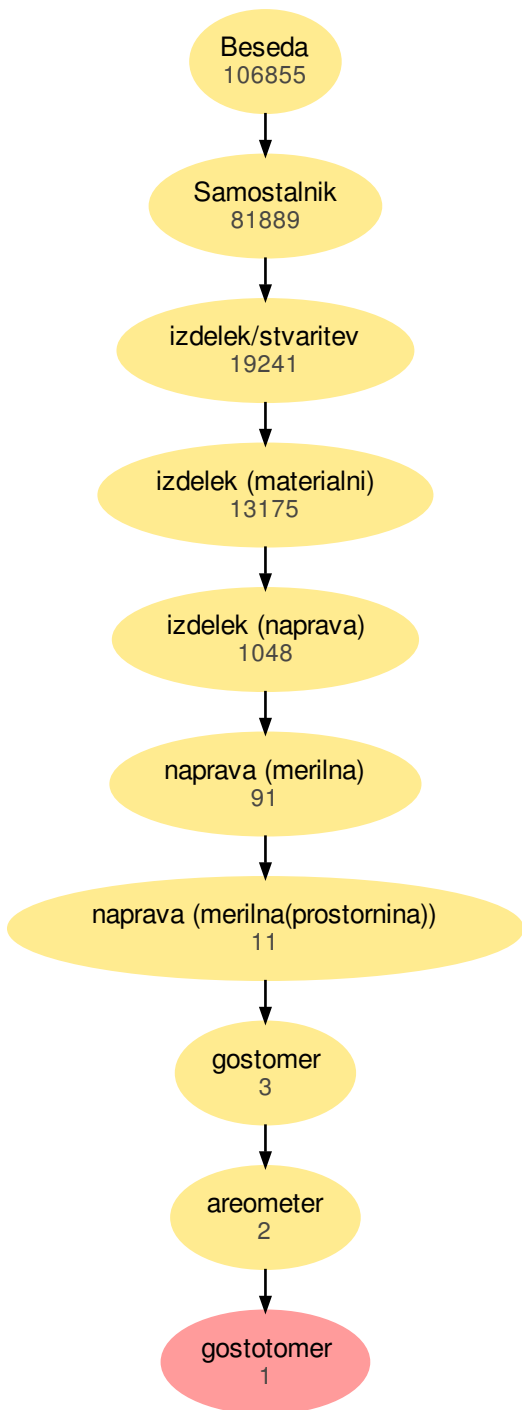 Beseda
106855
Samostalnik
81889
izdelek/stvaritev
19241
izdelek (materialni)
13175
izdelek (naprava)
1048
naprava (merilna)
91
naprava (merilna(prostornina))
11
gostomer
3
areometer
2
gostotomer
1